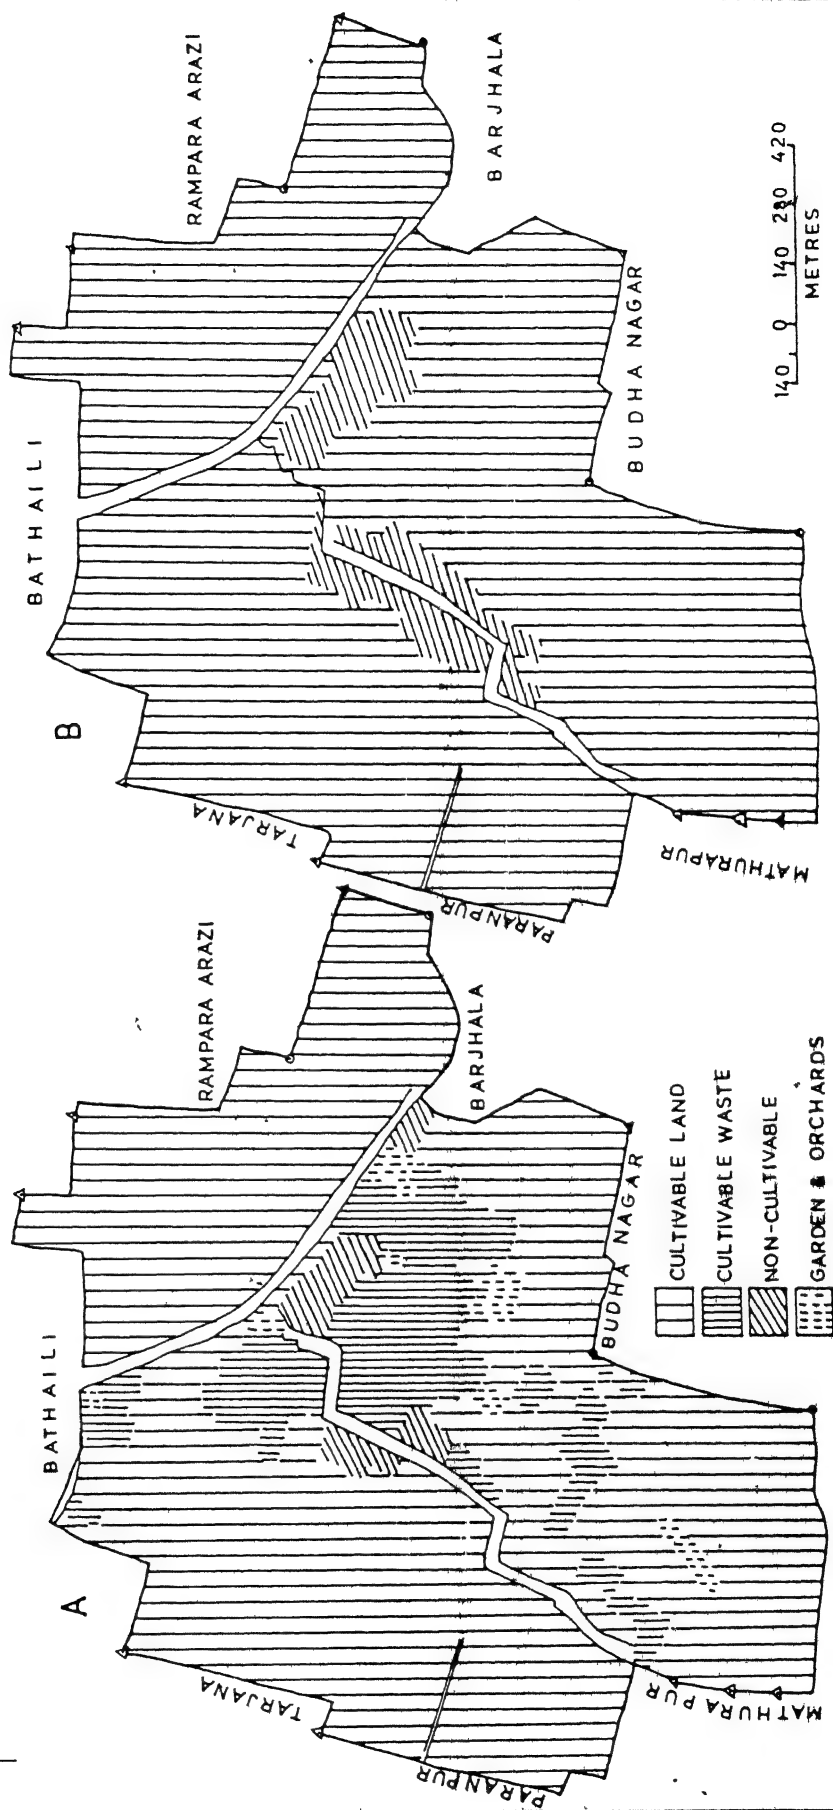 A
BATHAILI
RAMPARA ARAZI
TARJANA
BARJHALA
PARANPUR
MATHURA PUR
BUDHA NAGAR
CULTIVABLE LAND
CULTIVABLE WASTE
NON-CULTIVABLE
GARDEN & ORCHARDS
B
BATHAILI
RAMPARA ARAZI
TARJANA
BARJHALA
PARANPUR
MATHURAPUR
BUDHA NAGAR
140 0 140 280 420
METRES